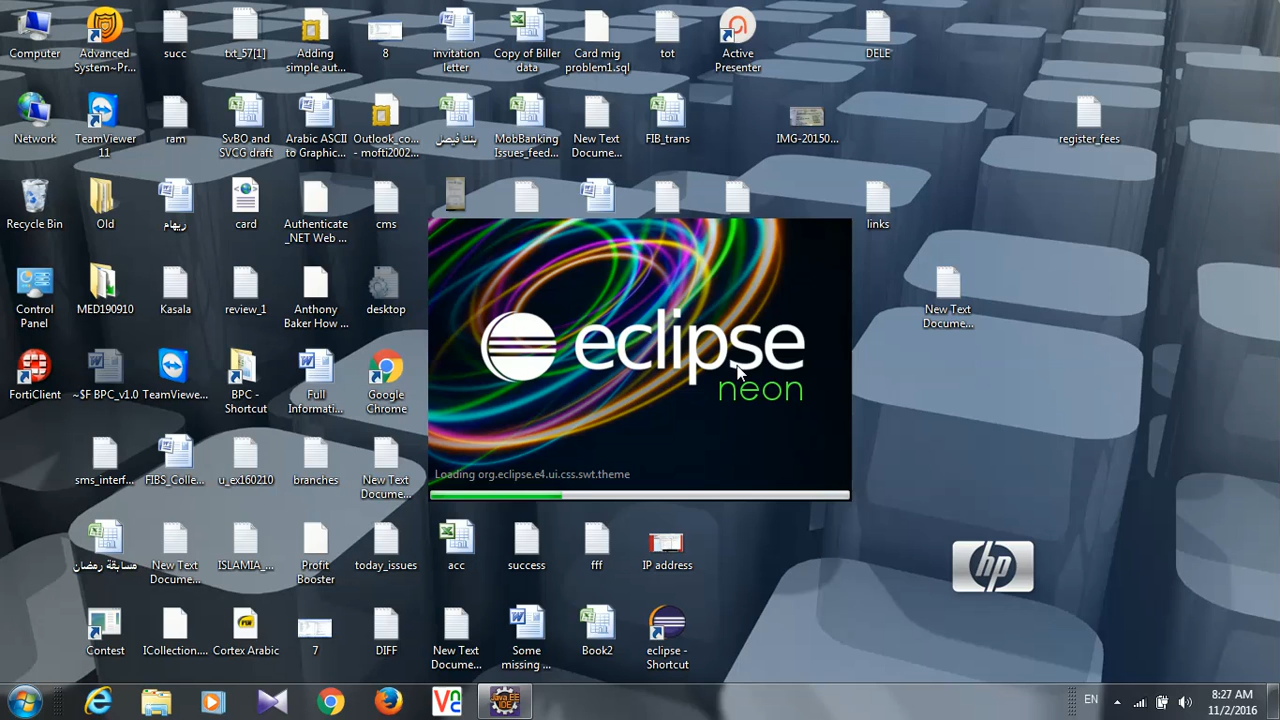 Computer
Advanced
System~Pr...
succ
txt_57[1]
Adding
simple aut...
8
invitation
letter
Copy of Biller
data
Card mig
problem1.sql
tot
Active
Presenter
DELE
Network
TeamViewer
11
ram
SvBO and
SVCG draft
Arabic ASCII
to Graphic...
Outlook_co...
- mofti2002...
بنك فيصل
MobBanking
Issues_feed...
New Text
Docume...
FIB_trans
IMG-20150...
register_fees
Recycle Bin
Old
ريهام
card
Authenticate
_NET Web ...
cms
links
Control
Panel
MED190910
Kasala
review_1
Anthony
Baker How ...
desktop
New Text
Docume...
eclipse
neon
FortiClient
~$F BPC_v1.0
TeamViewe...
BPC -
Shortcut
Full
Informati...
Google
Chrome
Loading org.eclipse.e4.ui.css.swt.theme
sms_interf...
FIBS_Colle...
u_ex160210
branches
New Text
Docume...
مسابقة رمضان
New Text
Docume...
ISLAMIA_...
Profit
Booster
today_issues
acc
success
fff
IP address
hp
Contest
ICollection....
Cortex Arabic
7
DIFF
New Text
Docume...
Some
missing ...
Book2
eclipse -
Shortcut
Java EE
IDE
EN
8:27 AM
11/2/2016